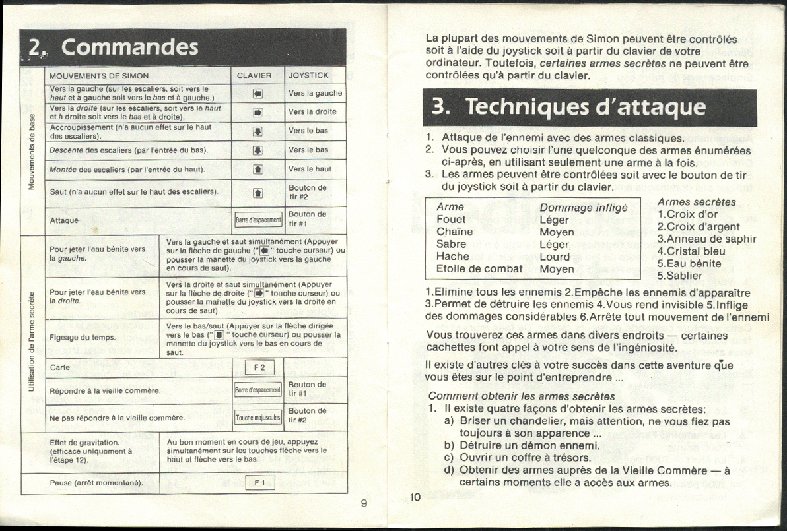 2. Commandes
MOUVEMENTS DE SIMON CLAVIER JOYSTICK
Mouvements de base
Vers la gauche (sur les escaliers, soit vers le
haut et à gauche soit vers le bas et à gauche.)
← Vers la gauche
Vers la droite (sur les escaliers, soit vers le haut
et à droite soit vers le bas et à droite).
→ Vers la droite
Accroupissement (n'a aucun effet sur le haut
des escaliers).
↓ Vers le bas
Descente des escaliers (par l'entrée du bas). ↓ Vers le bas
Montée des escaliers (par l'entrée du haut). ↑ Vers le haut
Saut (n'a aucun effet sur le haut des escaliers). ↑ Bouton de
tir #2
Attaque Barre d'espacement Bouton de
tir #1
Utilisation de l'arme secrète
Pour jeter l'eau bénite vers
la gauche.
Vers la gauche et saut simultanément (Appuyer
sur la flèche de gauche ("←" touche curseur) ou
pousser la manette du joystick vers la gauche
en cours de saut).
Pour jeter l'eau bénite vers
la droite.
Vers la droite et saut simultanément (Appuyer
sur la flèche de droite ("→" touche curseur) ou
pousser la manette du joystick vers la droite en
cours de saut)
Figeage du temps.
Vers le bas/saut (Appuyer sur la flèche dirigée
vers le bas ("↓" touche curseur) ou pousser la
manette du joystick vers le bas en cours de
saut.
Carte F 2
Répondre à la vieille commère. Barre d'espacement Bouton de
tir #1
Ne pas répondre à la vieille commère. Touche majuscules Bouton de
tir #2
Effet de gravitation.
(efficace uniquement à
l'étape 12).
Au bon moment en cours de jeu, appuyez
simultanément sur les touches flèche vers le
haut et flèche vers le bas
Pause (arrêt momentané). F 1
9
La plupart des mouvements de Simon peuvent être contrôlés
soit à l'aide du joystick soit à partir du clavier de votre
ordinateur. Toutefois, certaines armes secrètes ne peuvent être
contrôlées qu'à partir du clavier.
3. Techniques d'attaque
1. Attaque de l'ennemi avec des armes classiques.
2. Vous pouvez choisir l'une quelconque des armes énumérées
ci-après, en utilisant seulement une arme à la fois.
3. Les armes peuvent être contrôlées soit avec le bouton de tir
du joystick soit à partir du clavier.
Arme Dommage infligé
Fouet Léger
Chaîne Moyen
Sabre Léger
Hache Lourd
Etoile de combat Moyen
Armes secrètes
1.Croix d'or
2.Croix d'argent
3.Anneau de saphir
4.Cristal bleu
5.Eau bénite
5.Sablier
1.Elimine tous les ennemis 2.Empêche les ennemis d'apparaître
3.Permet de détruire les ennemis 4.Vous rend invisible 5.Inflige
des dommages considérables 6.Arrête tout mouvement de l'ennemi
Vous trouverez ces armes dans divers endroits — certaines
cachettes font appel à votre sens de l'ingéniosité.
Il existe d'autres clés à votre succès dans cette aventure que
vous êtes sur le point d'entreprendre ...
Comment obtenir les armes secrètes
1. Il existe quatre façons d'obtenir les armes secrètes:
a) Briser un chandelier, mais attention, ne vous fiez pas
toujours à son apparence ...
b) Détruire un démon ennemi.
c) Ouvrir un coffre à trésors.
d) Obtenir des armes auprès de la Vieille Commère — à
certains moments elle a accès aux armes.
10